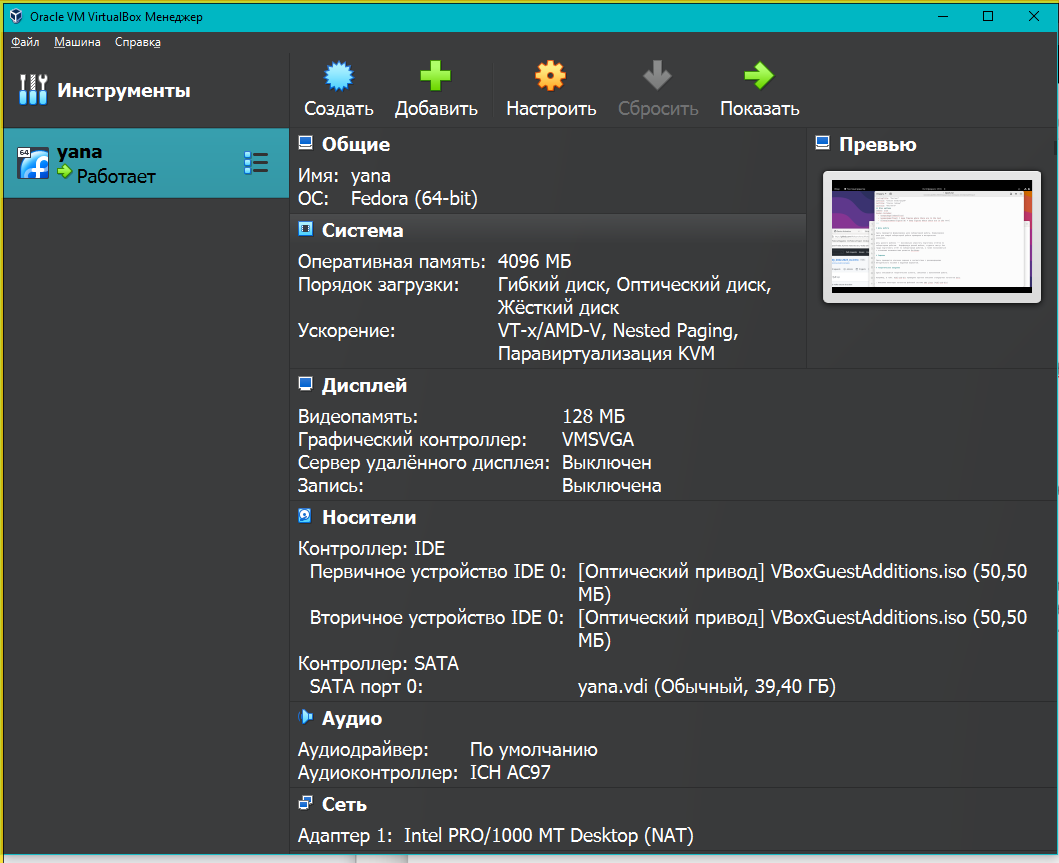 Oracle VM VirtualBox Менеджер
Файл Машина Справка
Инструменты
Создать Добавить Настроить Сбросить Показать
64
yana
Работает
Общие
Имя: yana
ОС: Fedora (64-bit)
Превью
Система
Оперативная память: 4096 МБ
Порядок загрузки: Гибкий диск, Оптический диск,
Жёсткий диск
Ускорение: VT-x/AMD-V, Nested Paging,
Паравиртуализация KVM
Дисплей
Видеопамять: 128 МБ
Графический контроллер: VMSVGA
Сервер удалённого дисплея: Выключен
Запись: Выключена
Носители
Контроллер: IDE
Первичное устройство IDE 0: [Оптический привод] VBoxGuestAdditions.iso (50,50
МБ)
Вторичное устройство IDE 0: [Оптический привод] VBoxGuestAdditions.iso (50,50
МБ)
Контроллер: SATA
SATA порт 0: yana.vdi (Обычный, 39,40 ГБ)
Аудио
Аудиодрайвер: По умолчанию
Аудиоконтроллер: ICH AC97
Сеть
Адаптер 1: Intel PRO/1000 MT Desktop (NAT)